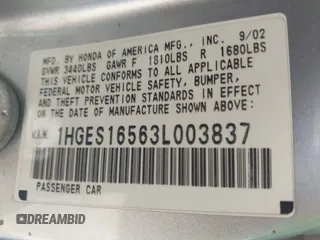 MFD. BY HONDA OF AMERICA MFG., INC. 9/02
GVWR 3440LBS GAWR F 1810LBS R 1680LBS
THIS VEHICLE CONFORMS TO ALL APPLICABLE
FEDERAL MOTOR VEHICLE SAFETY, BUMPER,
AND THEFT PREVENTION STANDARDS IN EFFECT
ON THE DATE OF MANUFACTURE SHOWN ABOVE.
V.I.N. 1HGES16563L003837
PASSENGER CAR
DREAMBID